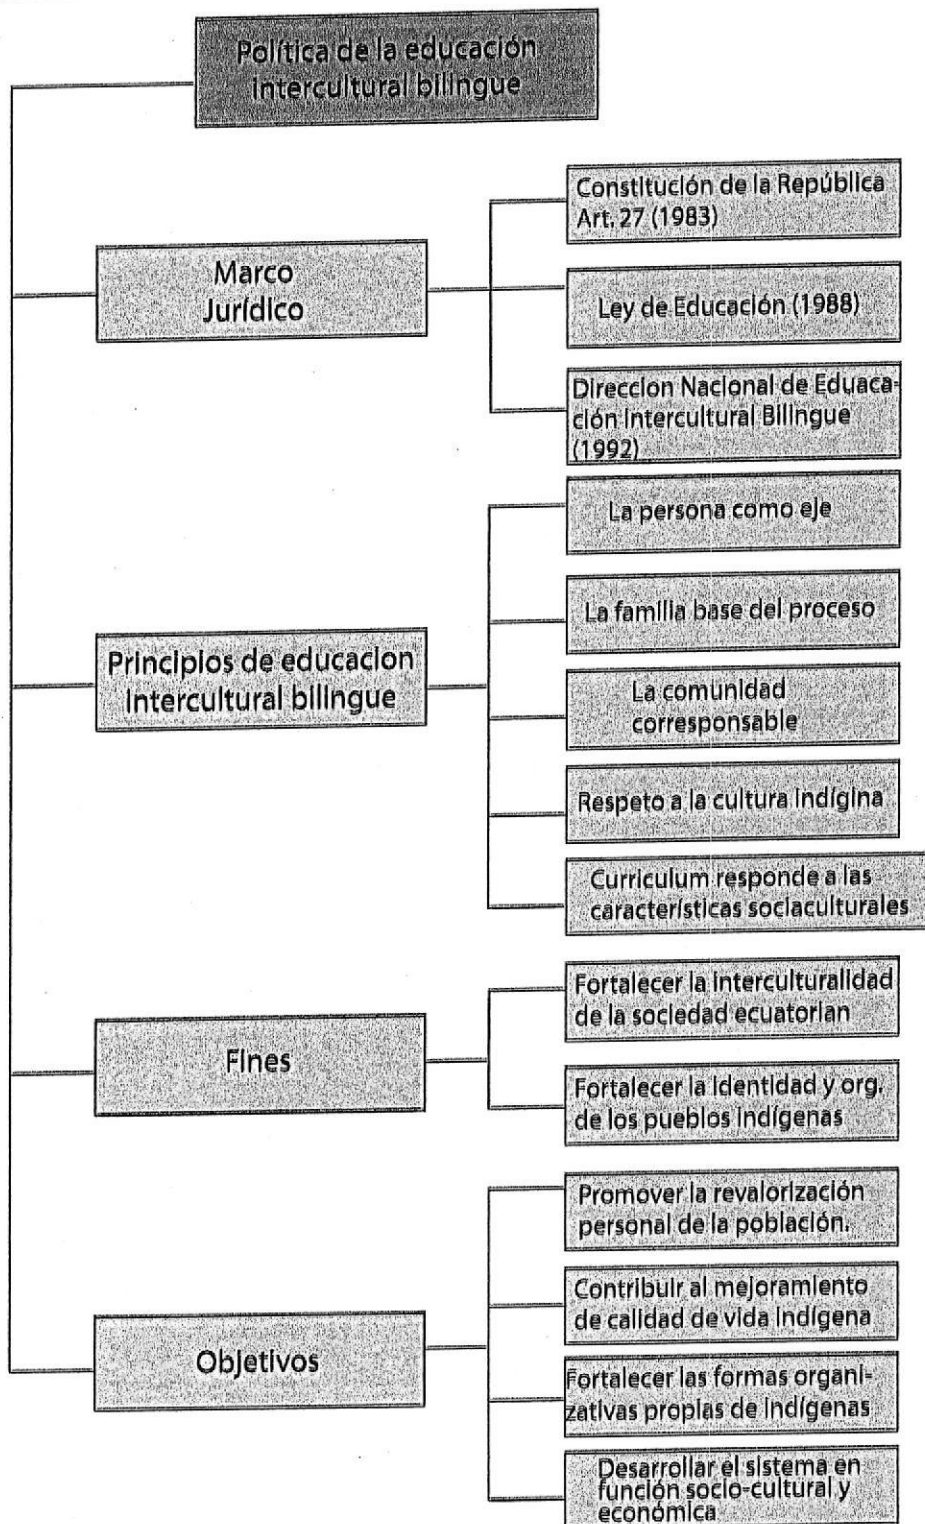 Política de la educación
intercultural bilingue
Marco
Jurídico
Constitución de la República
Art. 27 (1983)
Ley de Educación (1988)
Direccion Nacional de Eduaca-
ción Intercultural Bilingue
(1992)
Principios de educacion
intercultural bilingue
La persona como eje
La familia base del proceso
La comunidad
corresponsable
Respeto a la cultura indígina
Curriculum responde a las
características sociaculturales
Fines
Fortalecer la interculturalidad
de la sociedad ecuatorian
Fortalecer la identidad y org.
de los pueblos indígenas
Objetivos
Promover la revalorización
personal de la población.
Contribuir al mejoramiento
de calidad de vida indígena
Fortalecer las formas organi-
zativas propias de indígenas
Desarrollar el sistema en
función socio-cultural y
económica